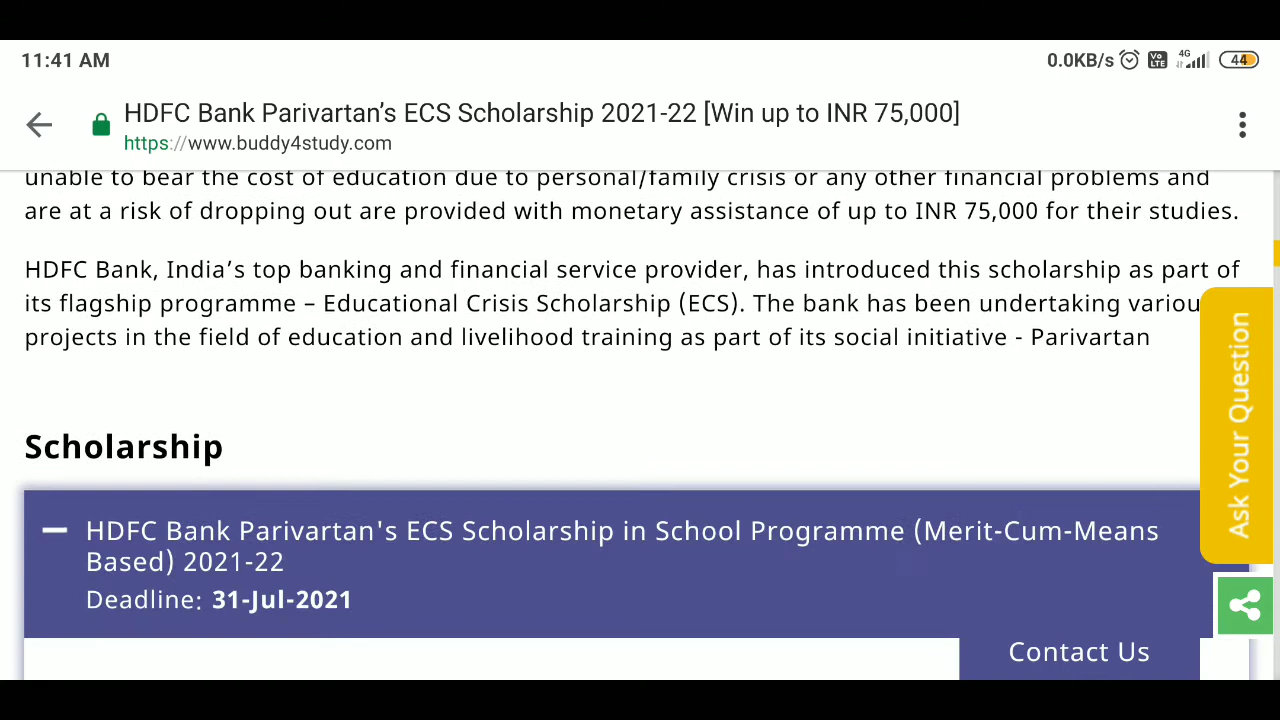 11:41 AM
0.0KB/s
Vo LTE
4G
44
HDFC Bank Parivartan’s ECS Scholarship 2021-22 [Win up to INR 75,000]
https://www.buddy4study.com
unable to bear the cost of education due to personal/family crisis or any other financial problems and
are at a risk of dropping out are provided with monetary assistance of up to INR 75,000 for their studies.
HDFC Bank, India’s top banking and financial service provider, has introduced this scholarship as part of
its flagship programme – Educational Crisis Scholarship (ECS). The bank has been undertaking variou
projects in the field of education and livelihood training as part of its social initiative - Parivartan
Ask Your Question
Scholarship
HDFC Bank Parivartan's ECS Scholarship in School Programme (Merit-Cum-Means
Based) 2021-22
Deadline: 31-Jul-2021
Contact Us